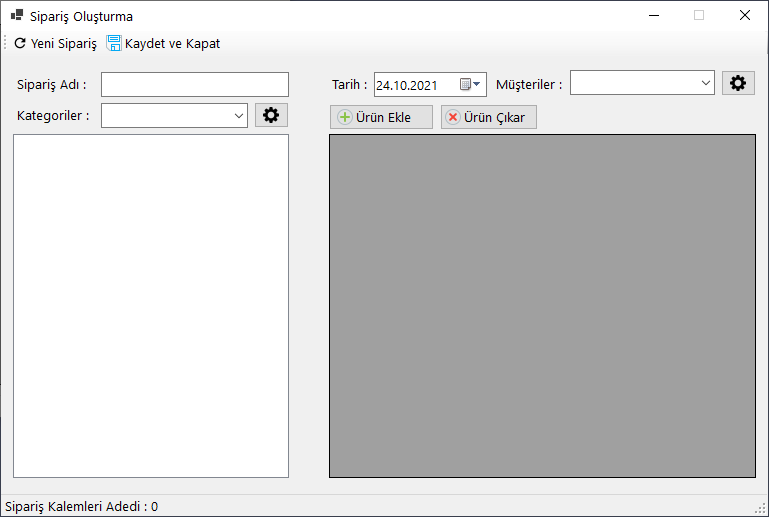 Sipariş Oluşturma
Yeni Sipariş Kaydet ve Kapat
Sipariş Adı : Tarih : 24.10.2021 Müşteriler :
Kategoriler : Ürün Ekle Ürün Çıkar
Sipariş Kalemleri Adedi : 0